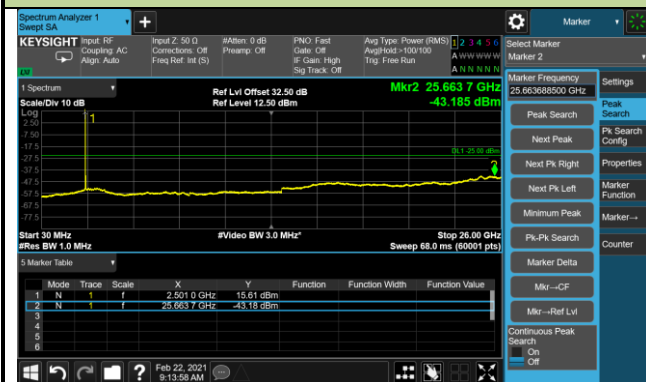 Spectrum Analyzer 1
Swept SA
+
Marker
KEYSIGHT
Input: RF
Coupling: AC
Align: Auto
Input Z: 50 Ω
Corrections: Off
Freq Ref: Int (S)
#Atten: 0 dB
Preamp: Off
PNO: Fast
Gate: Off
IF Gain: High
Sig Track: Off
Avg Type: Power (RMS)
Avg|Hold:>100/100
Trig: Free Run
1 2 3 4 5 6
A W W W W W
A N N N N N
Select Marker
Marker 2
1 Spectrum
Scale/Div 10 dB
Log
Ref Lvl Offset 32.50 dB
Ref Level 12.50 dBm
Mkr2 25.663 7 GHz
-43.185 dBm
2.50
-7.50
-17.5
-27.5
-37.5
-47.5
-57.5
-67.5
-77.5
1
2
DL1 -25.00 dBm
Start 30 MHz
#Res BW 1.0 MHz
#Video BW 3.0 MHz*
Stop 26.00 GHz
Sweep 68.0 ms (60001 pts)
5 Marker Table
Mode Trace Scale X Y Function Function Width Function Value
1 N 1 f 2.501 0 GHz 15.61 dBm
2 N 1 f 25.663 7 GHz -43.18 dBm
3
4
5
6
Marker Frequency
25.663688500 GHz
Peak Search
Next Peak
Next Pk Right
Next Pk Left
Minimum Peak
Pk-Pk Search
Marker Delta
Mkr→CF
Mkr→Ref Lvl
Continuous Peak
Search
On
Off
Settings
Peak
Search
Pk Search
Config
Properties
Marker
Function
Marker→
Counter
?
Feb 22, 2021
9:13:58 AM